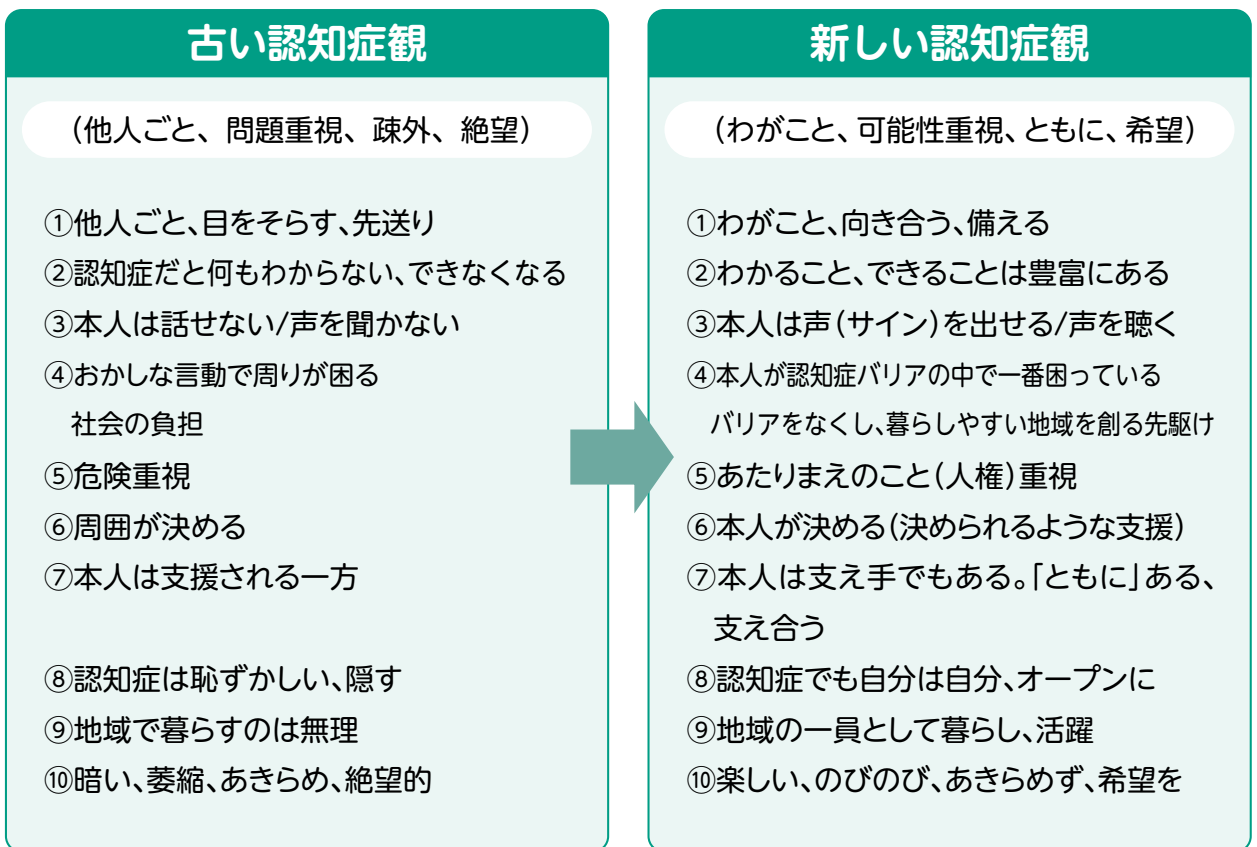 古い認知症観
（他人ごと、問題重視、疎外、絶望）
①他人ごと、目をそらす、先送り
②認知症だと何もわからない、できなくなる
③本人は話せない/声を聞かない
④おかしな言動で周りが困る
社会の負担
⑤危険重視
⑥周囲が決める
⑦本人は支援される一方
⑧認知症は恥ずかしい、隠す
⑨地域で暮らすのは無理
⑩暗い、萎縮、あきらめ、絶望的
新しい認知症観
（わがこと、可能性重視、ともに、希望）
①わがこと、向き合う、備える
②わかること、できることは豊富にある
③本人は声（サイン）を出せる/声を聴く
④本人が認知症バリアの中で一番困っている
バリアをなくし、暮らしやすい地域を創る先駆け
⑤あたりまえのこと（人権）重視
⑥本人が決める（決められるような支援）
⑦本人は支え手でもある。「ともに」ある、
支え合う
⑧認知症でも自分は自分、オープンに
⑨地域の一員として暮らし、活躍
⑩楽しい、のびのび、あきらめず、希望を